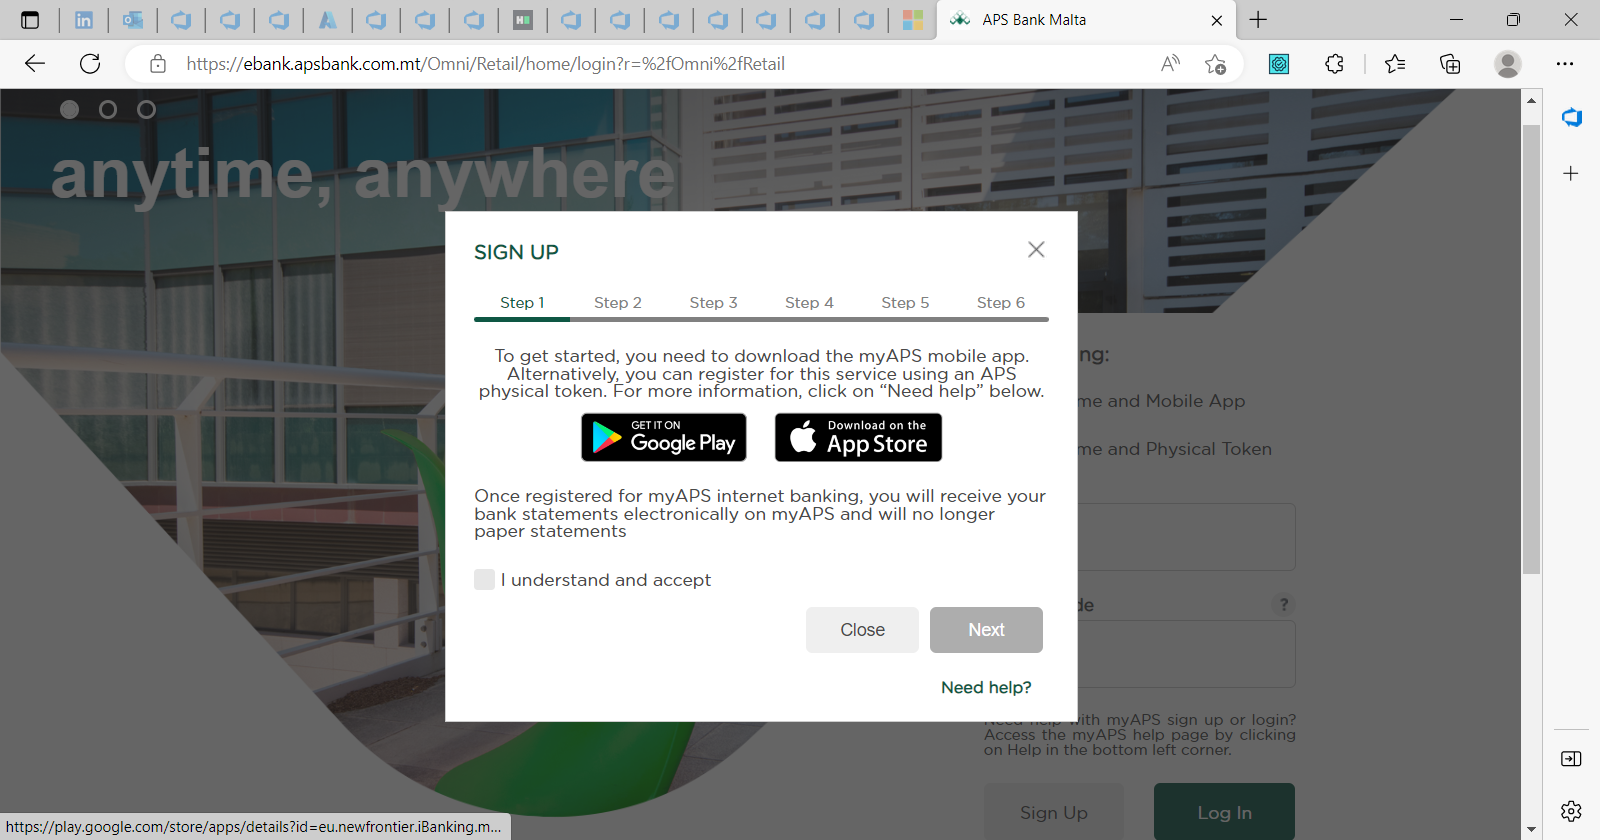 APS Bank Malta
https://ebank.apsbank.com.mt/Omni/Retail/home/login?r=%2fOmni%2fRetail
anytime, anywhere
SIGN UP
Step 1 Step 2 Step 3 Step 4 Step 5 Step 6
To get started, you need to download the myAPS mobile app.
Alternatively, you can register for this service using an APS
physical token. For more information, click on “Need help” below.
GET IT ON
Google Play
Download on the
App Store
Once registered for myAPS internet banking, you will receive your
bank statements electronically on myAPS and will no longer
paper statements
I understand and accept
Close Next
Need help?
ng:
me and Mobile App
me and Physical Token
de ?
Need help with myAPS sign up or login?
Access the myAPS help page by clicking
on Help in the bottom left corner.
Sign Up Log In
https://play.google.com/store/apps/details?id=eu.newfrontier.iBanking.m...